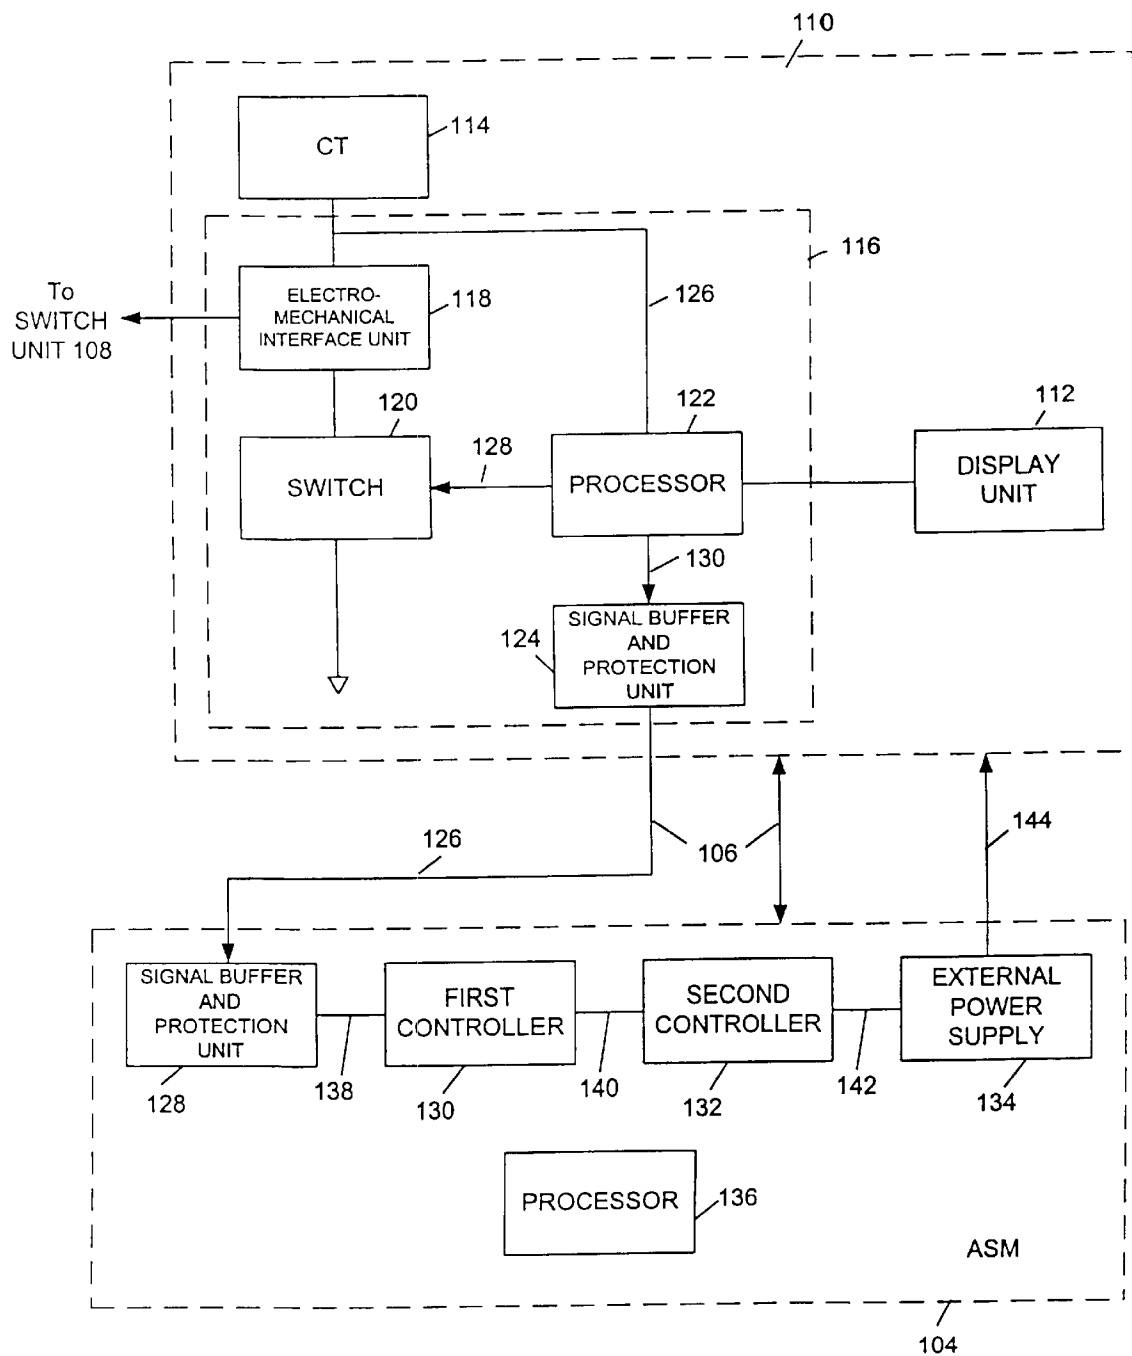 110
CT
114
116
To
SWITCH
UNIT 108
ELECTRO-
MECHANICAL
INTERFACE UNIT
118
126
120
122
112
SWITCH
128
PROCESSOR
DISPLAY
UNIT
130
124
SIGNAL BUFFER
AND
PROTECTION
UNIT
126
106
144
SIGNAL BUFFER
AND
PROTECTION
UNIT
FIRST
CONTROLLER
SECOND
CONTROLLER
EXTERNAL
POWER
SUPPLY
128
138
130
140
132
142
134
PROCESSOR
136
ASM
104